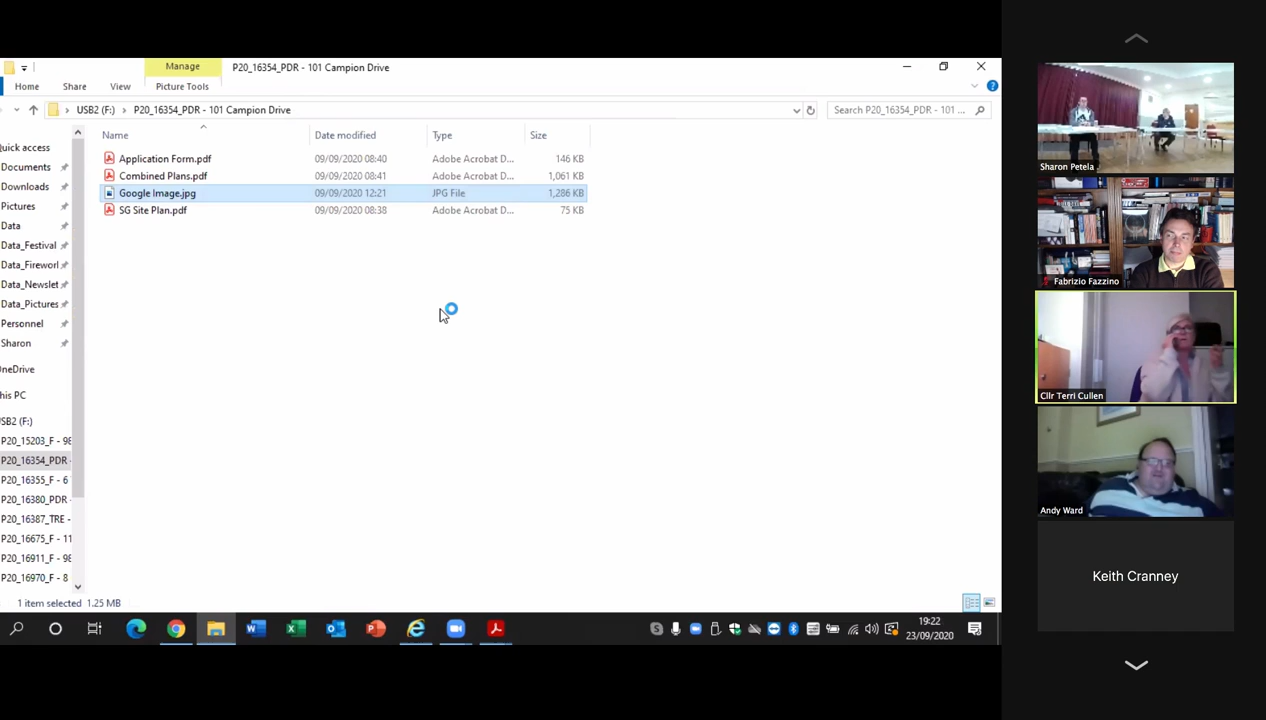 Manage
P20_16354_PDR - 101 Campion Drive
Home
Share
View
Picture Tools
USB2 (F:) > P20_16354_PDR - 101 Campion Drive
Search P20_16354_PDR - 101 ...
Name
Date modified
Type
Size
Application Form.pdf
09/09/2020 08:40
Adobe Acrobat D...
146 KB
Combined Plans.pdf
09/09/2020 08:41
Adobe Acrobat D...
1,061 KB
Google Image.jpg
09/09/2020 12:21
JPG File
1,286 KB
SG Site Plan.pdf
09/09/2020 08:38
Adobe Acrobat D...
75 KB
Quick access
Documents
Downloads
Pictures
Data
Data_Festival
Data_Firewor
Data_Newslet
Data_Pictures
Personnel
Sharon
OneDrive
his PC
SB2 (F:)
P20_15203_F - 98
P20_16354_PDR -
P20_16355_F - 6
P20_16380_PDR -
P20_16387_TRE -
P20_16675_F - 11
P20_16911_F - 98
P20_16970_F - 8
1 item selected 1.25 MB
19:22
23/09/2020
Sharon Petela
Fabrizio Fazzino
Cllr Terri Cullen
Andy Ward
Keith Cranney